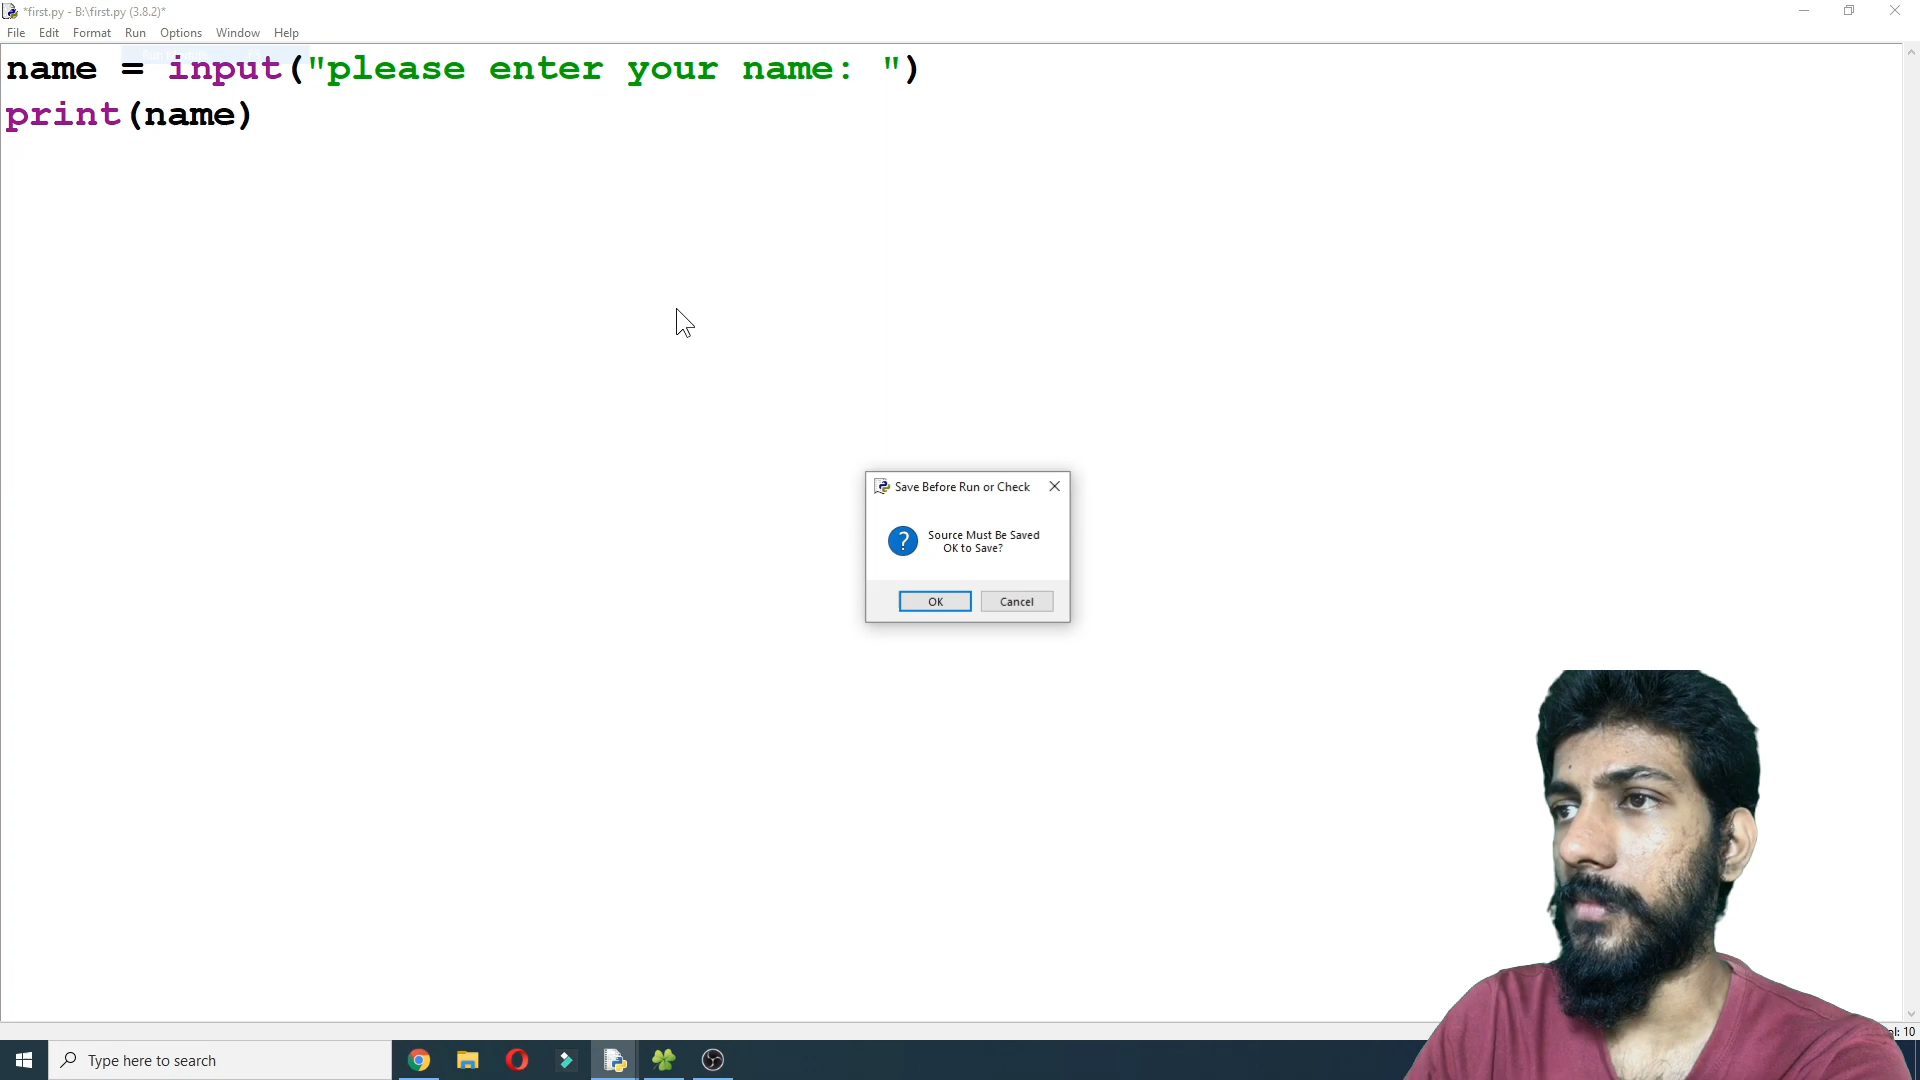 *first.py - B:\first.py (3.8.2)*
File Edit Format Run Options Window Help
name = input("please enter your name: ")
print(name)
Save Before Run or Check
Source Must Be Saved
OK to Save?
OK Cancel
10
Type here to search